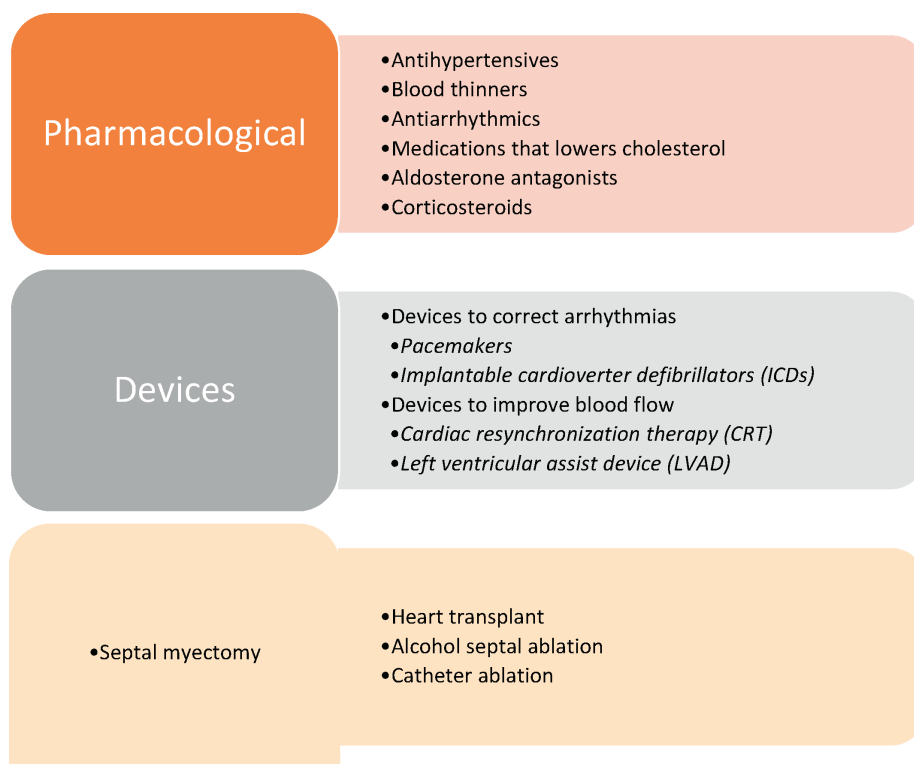 Pharmacological
•Antihypertensives
•Blood thinners
•Antiarrhythmics
•Medications that lowers cholesterol
•Aldosterone antagonists
•Corticosteroids
Devices
•Devices to correct arrhythmias
•Pacemakers
•Implantable cardioverter defibrillators (ICDs)
•Devices to improve blood flow
•Cardiac resynchronization therapy (CRT)
•Left ventricular assist device (LVAD)
•Septal myectomy
•Heart transplant
•Alcohol septal ablation
•Catheter ablation